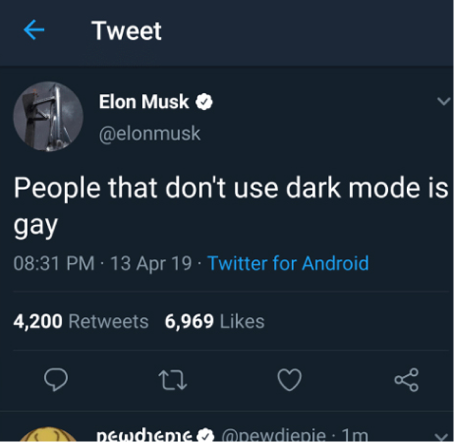 Tweet
Elon Musk
@elonmusk
People that don't use dark mode is
gay
08:31 PM · 13 Apr 19 · Twitter for Android
4,200 Retweets 6,969 Likes
pewdiepie @pewdiepie · 1m